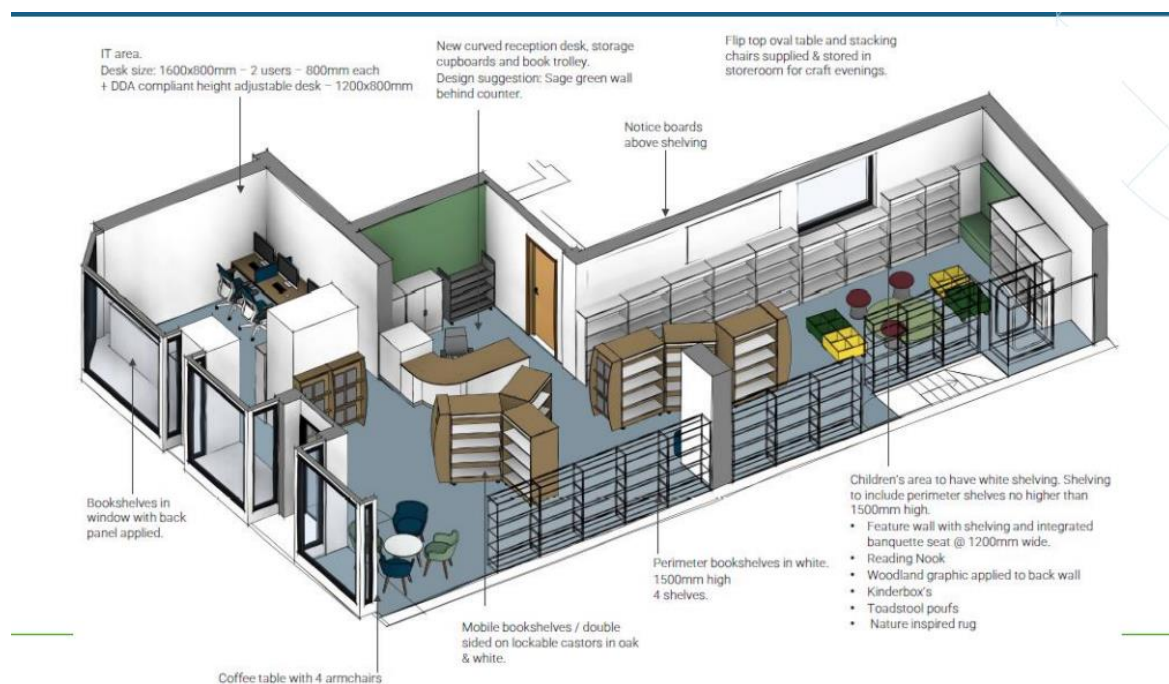 IT area.
Desk size: 1600x800mm – 2 users – 800mm each
+ DDA compliant height adjustable desk – 1200x800mm
New curved reception desk, storage
cupboards and book trolley.
Design suggestion: Sage green wall
behind counter.
Flip top oval table and stacking
chairs supplied & stored in
storeroom for craft evenings.
Notice boards
above shelving
Bookshelves in
window with back
panel applied.
Coffee table with 4 armchairs
Mobile bookshelves / double
sided on lockable castors in oak
& white.
Perimeter bookshelves in white.
1500mm high
4 shelves.
Children's area to have white shelving. Shelving
to include perimeter shelves no higher than
1500mm high.
• Feature wall with shelving and integrated
banquette seat @ 1200mm wide.
• Reading Nook
• Woodland graphic applied to back wall
• Kinderbox's
• Toadstool poufs
• Nature inspired rug